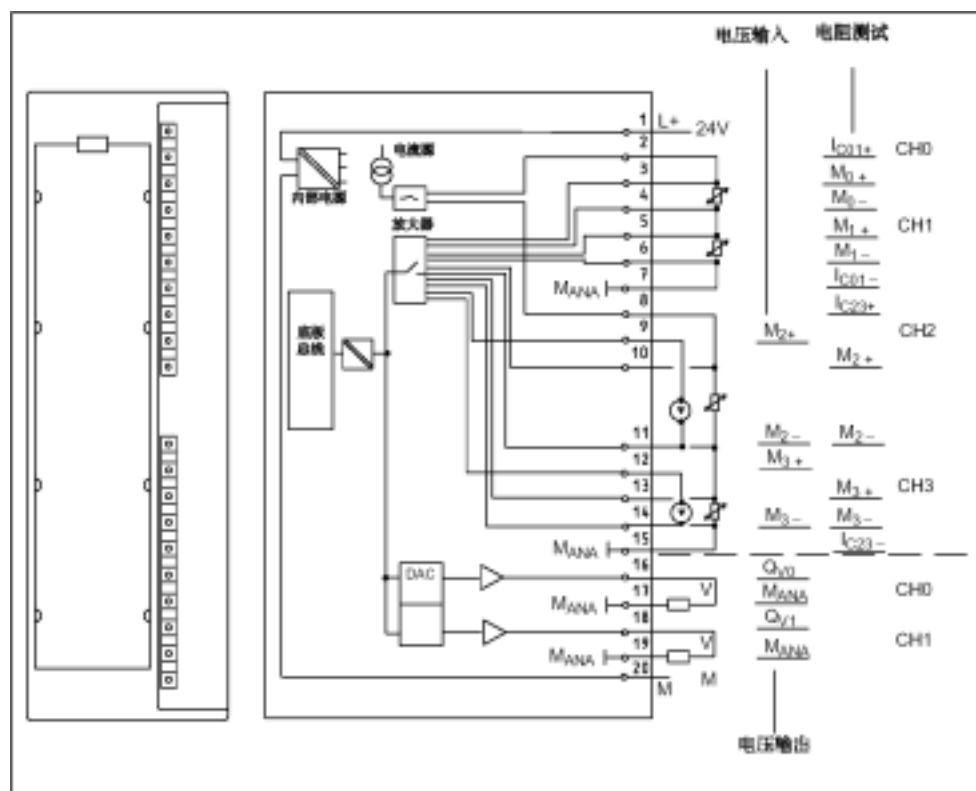 电压输入 电阻测试
1 L+ 24V
2
电流源
IC01+ CH0
3
M0+
内部电源
4
M0-
放大器
5
M1+ CH1
6
M1-
7
MANA
IC01-
8
IC23+
9
底板
总线
M2+ CH2
10
M2+
11
M2- M2-
12
M3+
13
M3+ CH3
14
M3- M3-
15
MANA
IC23-
16
DAC
QV0
17
MANA
V
MANA CH0
18
QV1
19
MANA
V
MANA CH1
20
M M
电压输出